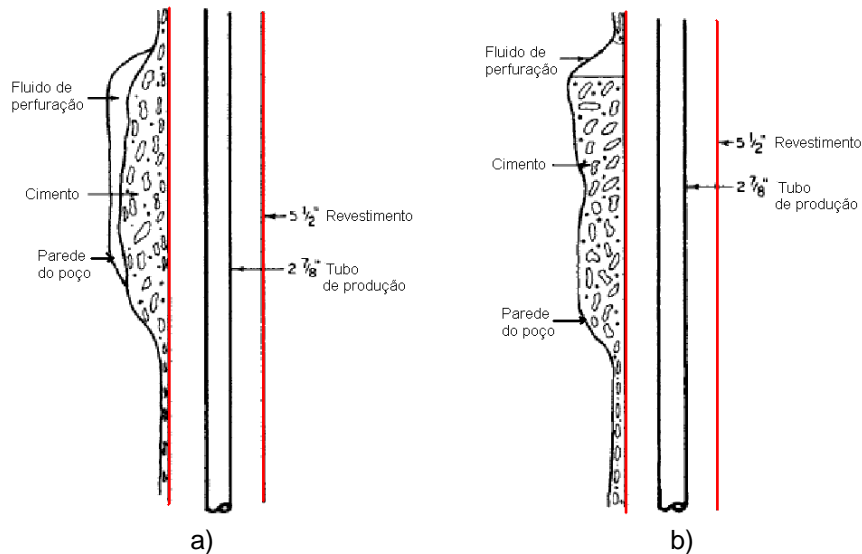 Fluido de
perfuração
Cimento
Parede
do poço
5 1/2" Revestimento
2 7/8" Tubo
de produção
a)
Fluido de
perfuração
Cimento
Parede
do poço
5 1/2" Revestimento
2 7/8" Tubo
de produção
b)